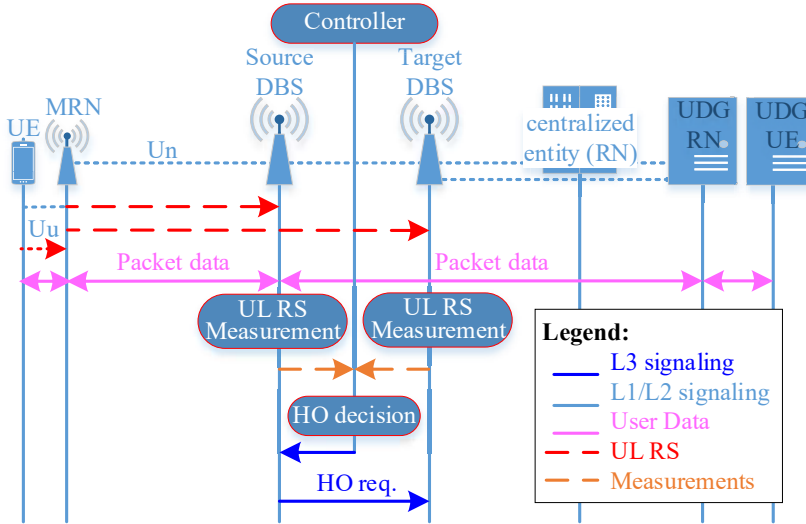 Controller
Source
DBS
Target
DBS
MRN
UE
Un
centralized
entity (RN)
UDG
RN
UDG
UE
Uu
Packet data
Packet data
UL RS
Measurement
UL RS
Measurement
HO decision
HO req.
Legend:
L3 signaling
L1/L2 signaling
User Data
UL RS
Measurements